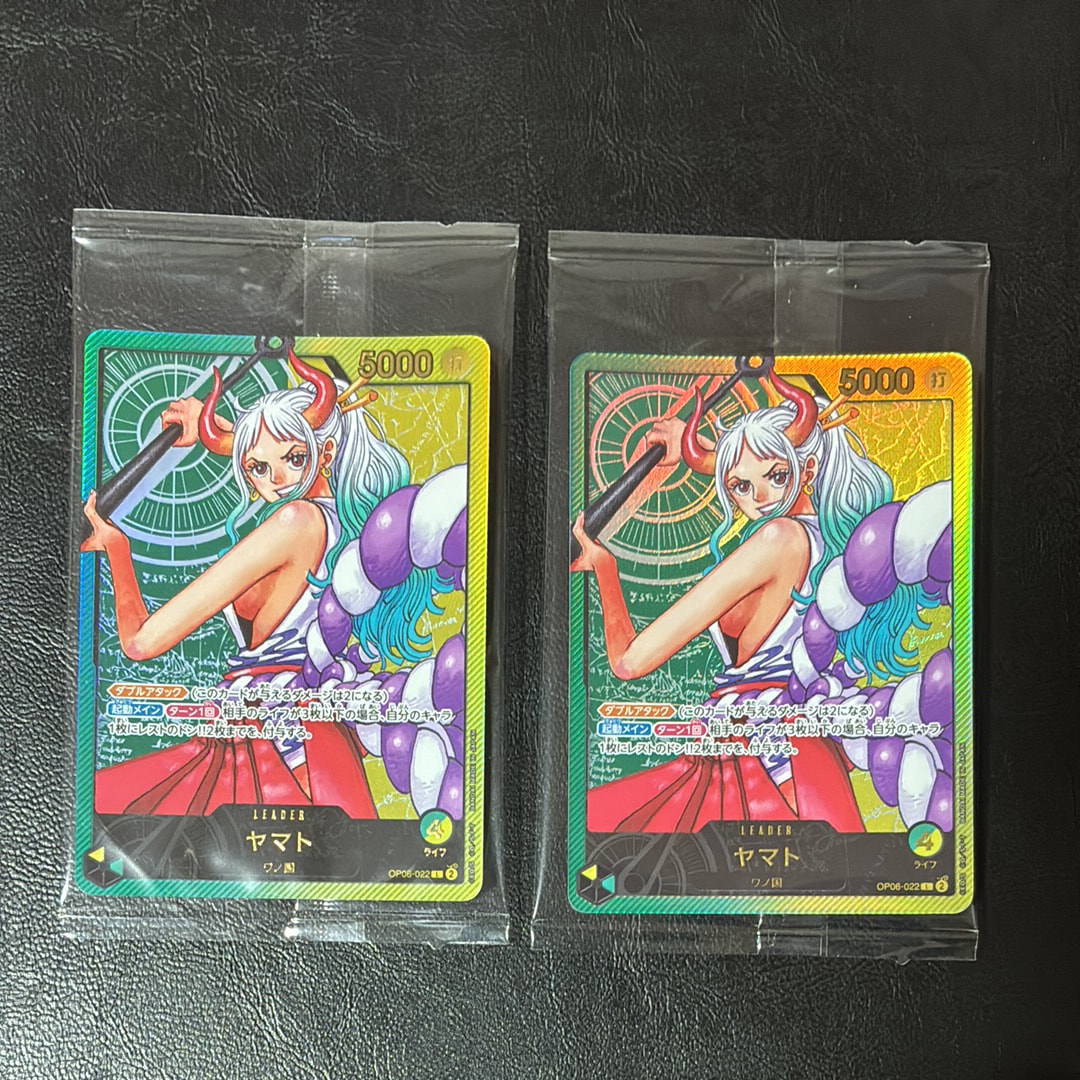 5000 打
ダブルアタック (このカードが与えるダメージは2になる)
起動メイン ターン1回 相手のライフが3枚以下の場合、自分のキャラ
1枚にレストのドン!!2枚までを、付与する。
LEADER
ヤマト
ワノ国
4
ライフ
OP06-022 L 2
5000 打
ダブルアタック (このカードが与えるダメージは2になる)
起動メイン ターン1回 相手のライフが3枚以下の場合、自分のキャラ
1枚にレストのドン!!2枚までを、付与する。
LEADER
ヤマト
ワノ国
4
ライフ
OP06-022 L 2